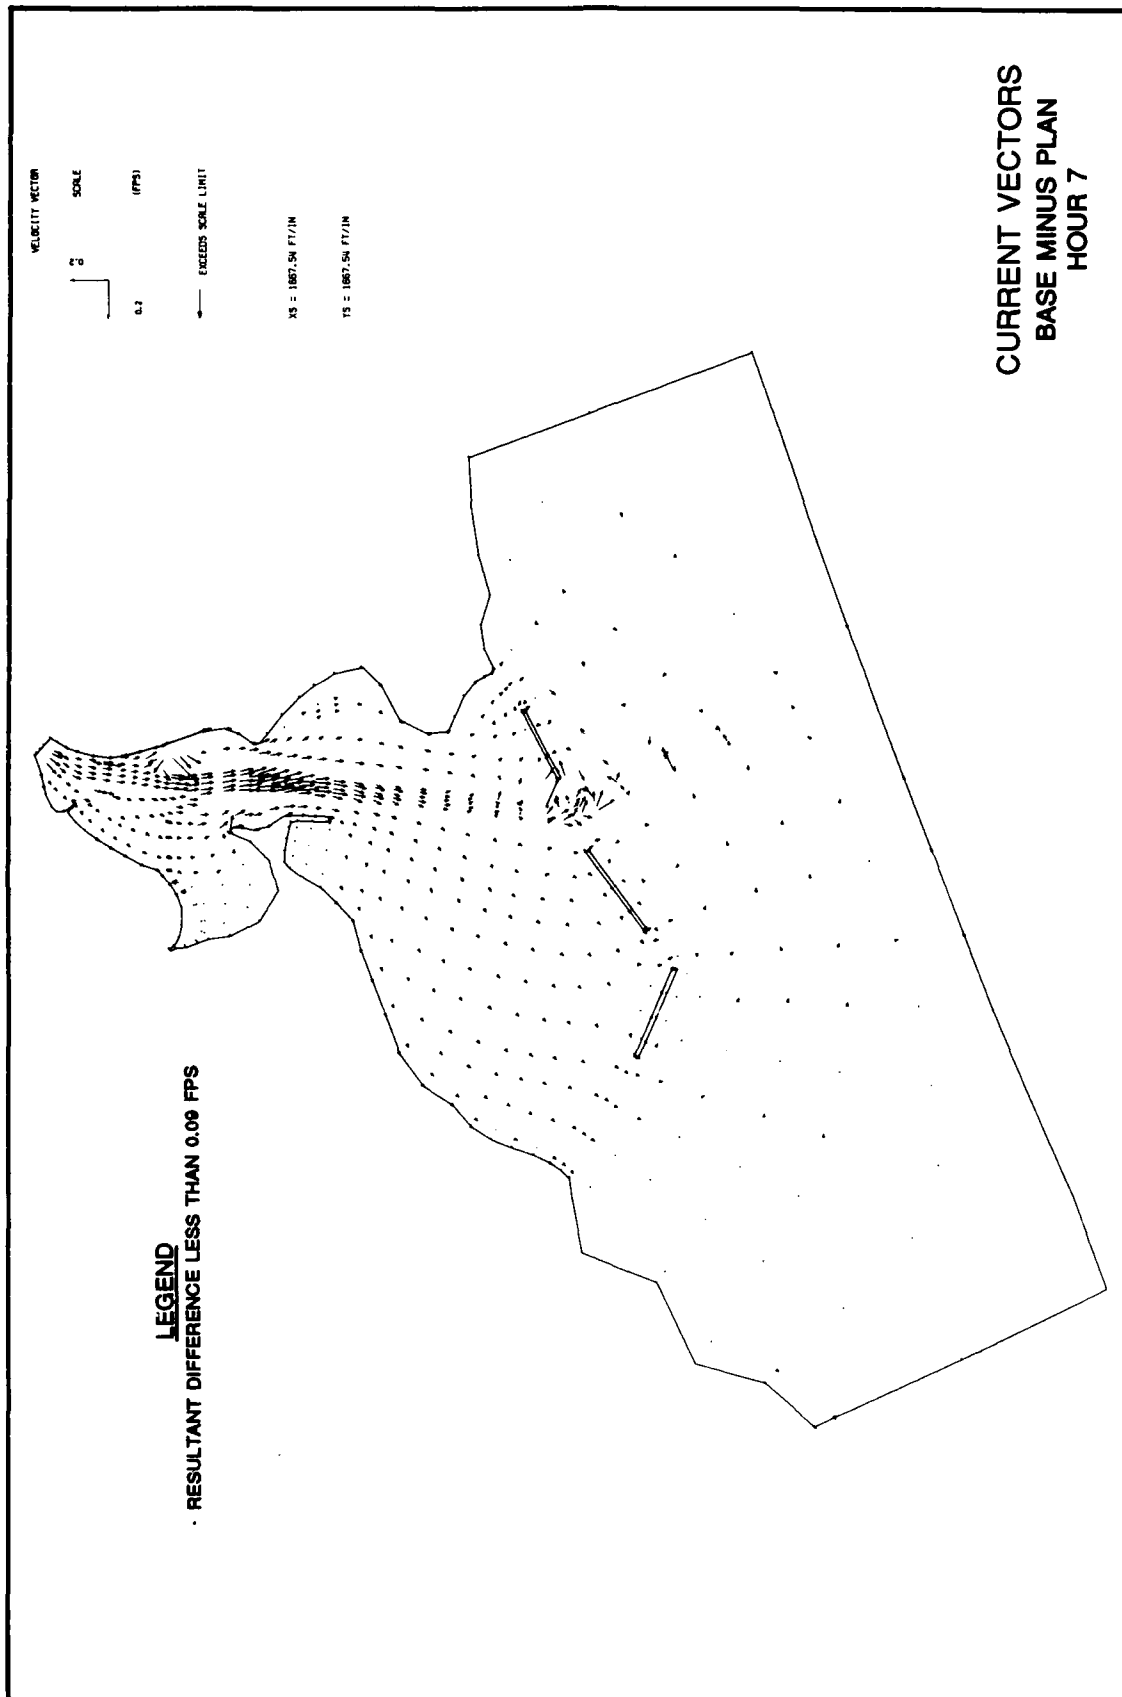 VELOCITY VECTOR
SCALE
(FPS)
0.2
0.2
EXCEEDS SCALE LIMIT
XS = 1667.54 FT/IN
YS = 1667.54 FT/IN
LEGEND
· RESULTANT DIFFERENCE LESS THAN 0.09 FPS
CURRENT VECTORS
BASE MINUS PLAN
HOUR 7